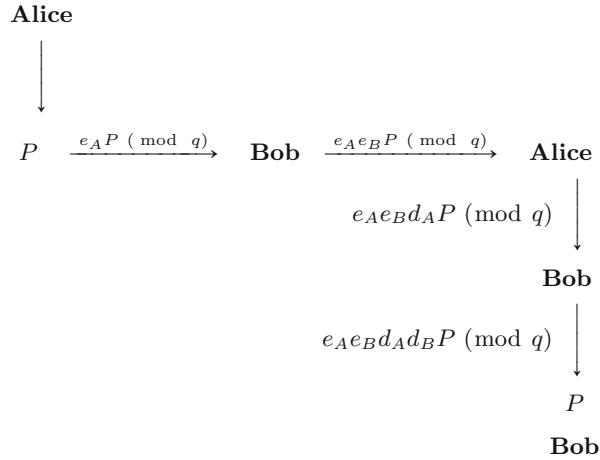 Alice
P e_A P ( mod q) Bob e_A e_B P ( mod q) Alice
e_A e_B d_A P (mod q)
Bob
e_A e_B d_A d_B P (mod q)
P
Bob